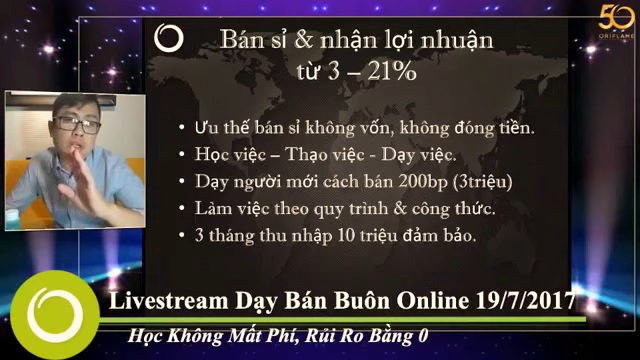 50
ORIFLAME
Bán sỉ & nhận lợi nhuận
từ 3 – 21%
• Ưu thế bán sỉ không vốn, không đóng tiền.
• Học việc – Thạo việc - Dạy việc.
• Dạy người mới cách bán 200bp (3triệu)
• Làm việc theo quy trình & công thức.
• 3 tháng thu nhập 10 triệu đảm bảo.
Livestream Dạy Bán Buôn Online 19/7/2017
Học Không Mất Phí, Rủi Ro Bằng 0